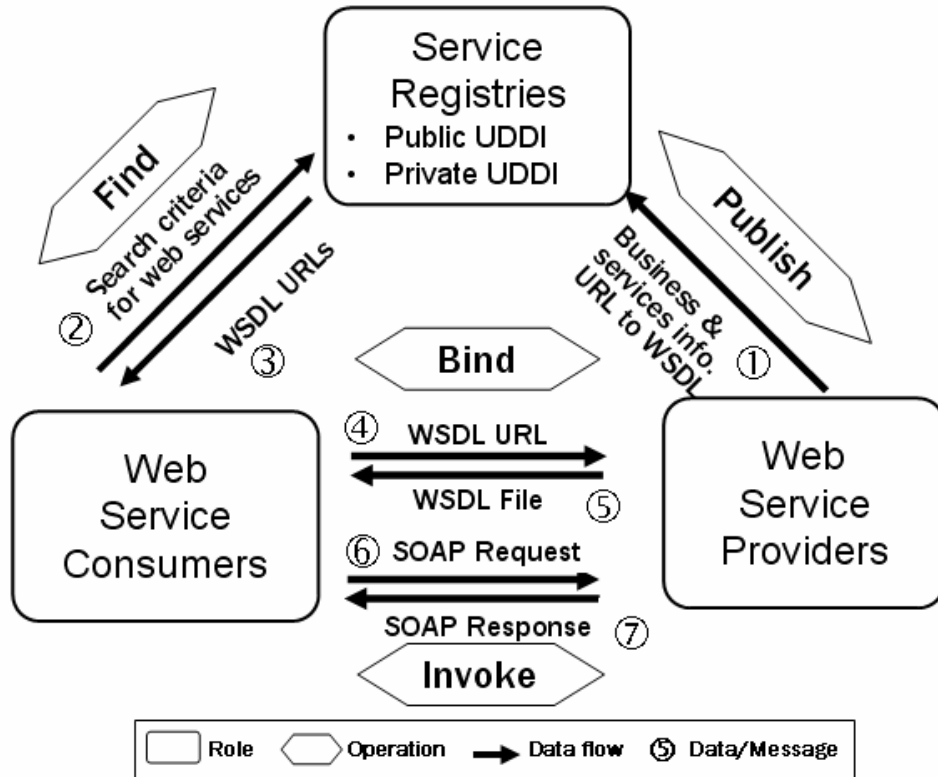 Service
Registries
• Public UDDI
• Private UDDI
Find
Search criteria
for web services
②
WSDL URLs
③
Publish
Business &
services info.
URL to WSDL
①
Bind
④ WSDL URL
WSDL File ⑤
⑥ SOAP Request
SOAP Response ⑦
Invoke
Web
Service
Consumers
Web
Service
Providers
Role Operation Data flow ⑤ Data/Message